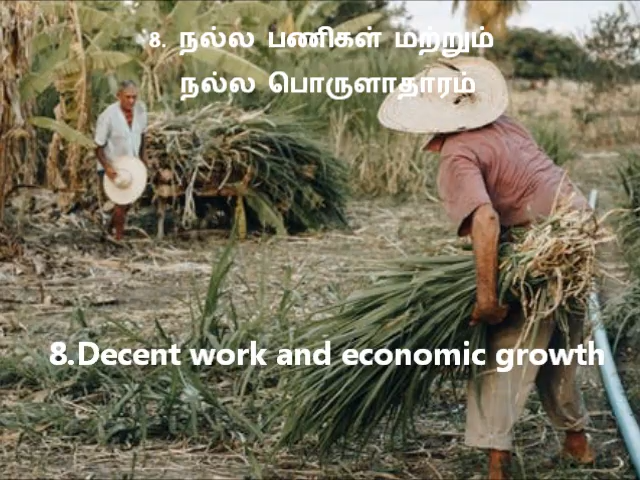 8. நல்ல பணிகள் மற்றும்
நல்ல பொருளாதாரம்
8.Decent work and economic growth